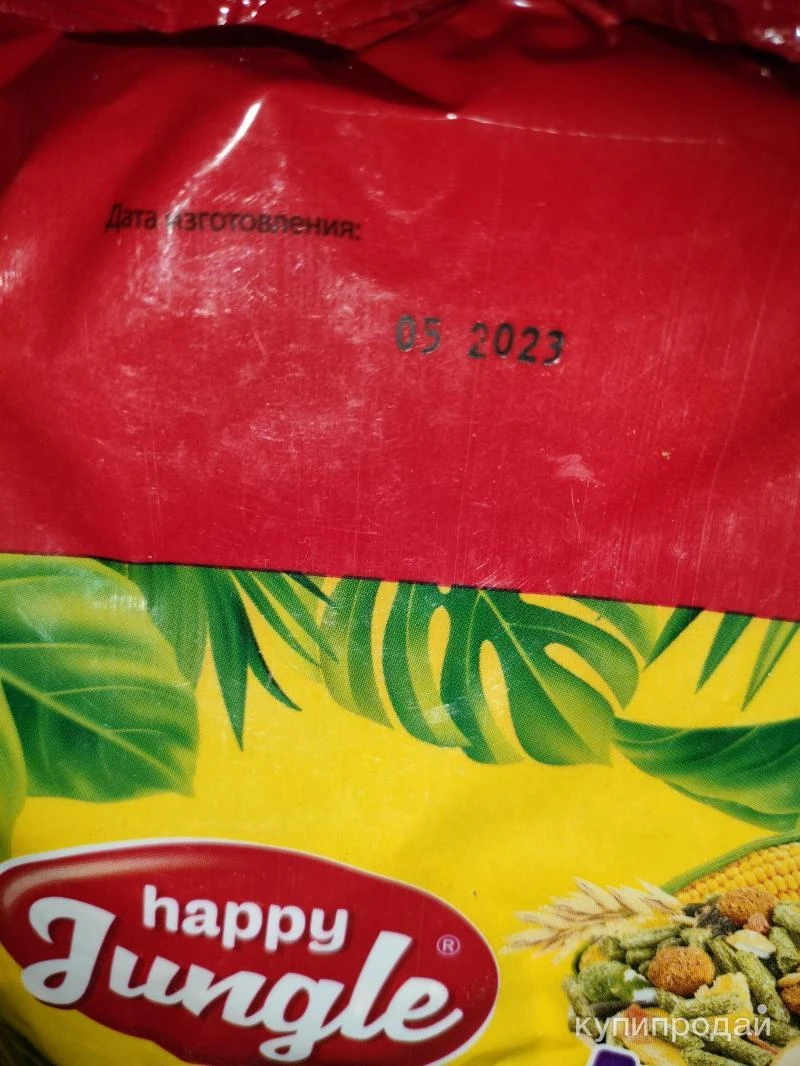 Дата изготовления:
05 2023
happy
Jungle®
купипродай